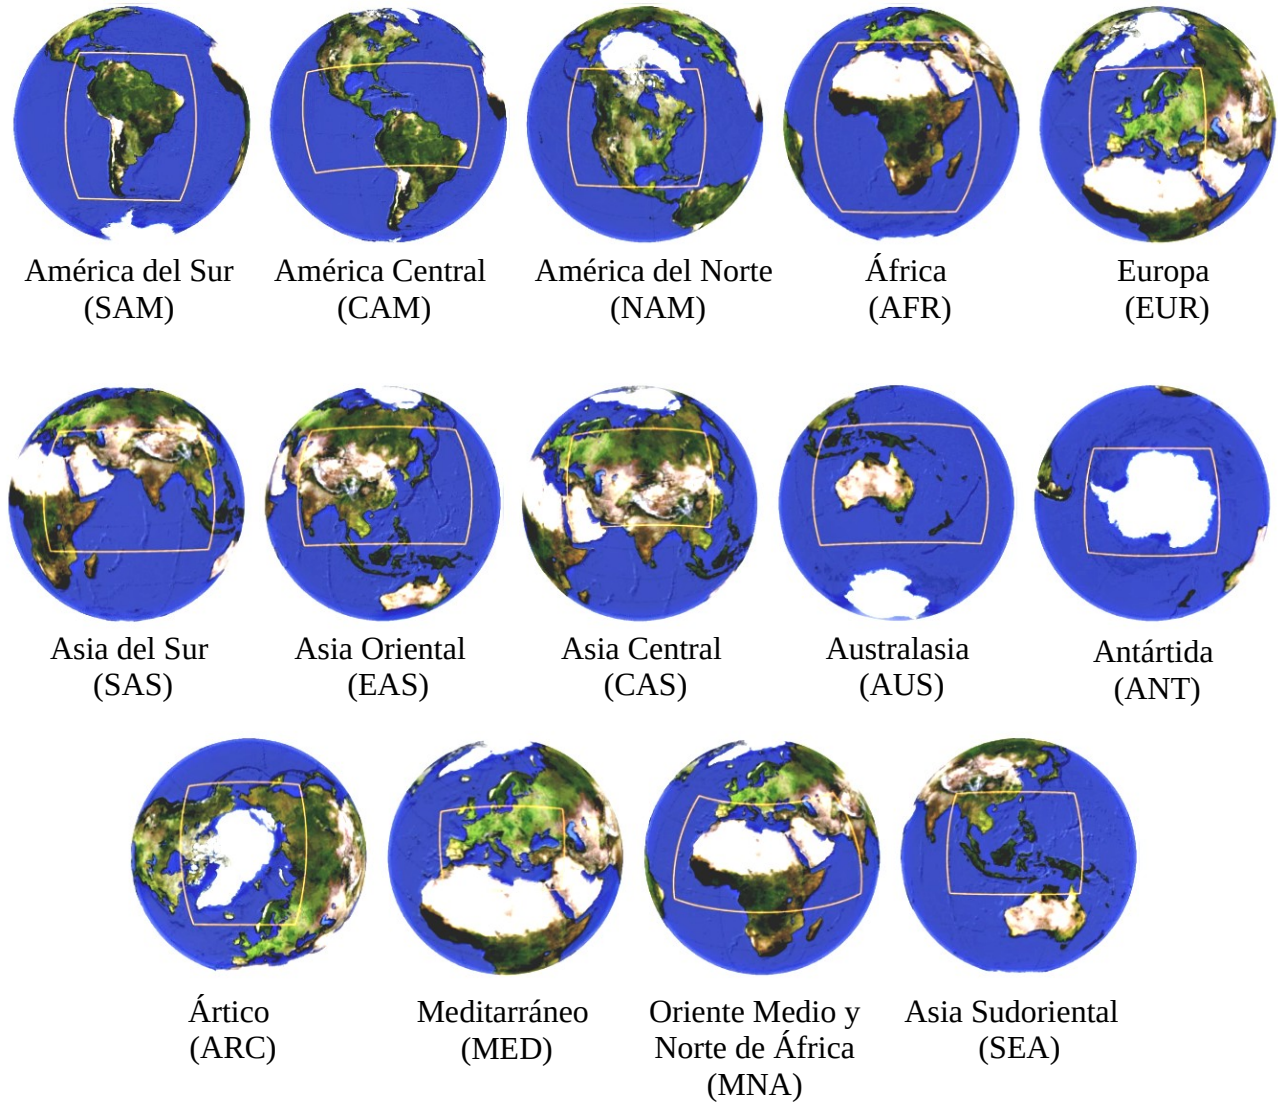 América del Sur
(SAM)
América Central
(CAM)
América del Norte
(NAM)
África
(AFR)
Europa
(EUR)
Asia del Sur
(SAS)
Asia Oriental
(EAS)
Asia Central
(CAS)
Australasia
(AUS)
Antártida
(ANT)
Ártico
(ARC)
Meditarráneo
(MED)
Oriente Medio y
Norte de África
(MNA)
Asia Sudoriental
(SEA)